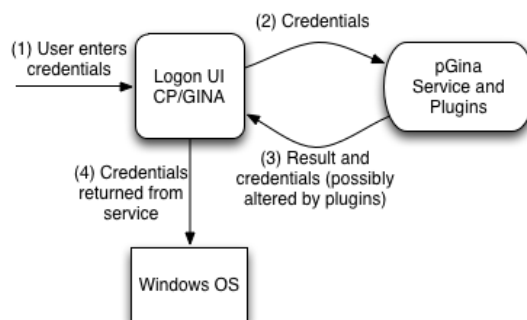 (1) User enters
credentials
Logon UI
CP/GINA
(2) Credentials
pGina
Service and
Plugins
(3) Result and
credentials (possibly
altered by plugins)
(4) Credentials
returned from
service
Windows OS